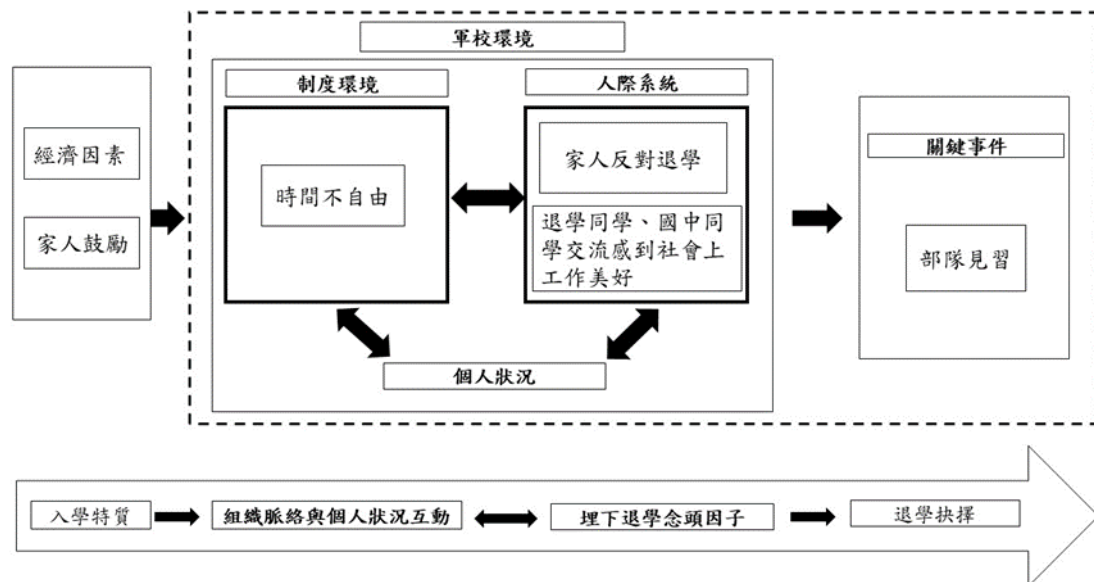 軍校環境
經濟因素
家人鼓勵
制度環境
時間不自由
人際系統
家人反對退學
退學同學、國中同
學交流感到社會上
工作美好
個人狀況
關鍵事件
部隊見習
入學特質
組織脈絡與個人狀況互動
埋下退學念頭因子
退學抉擇